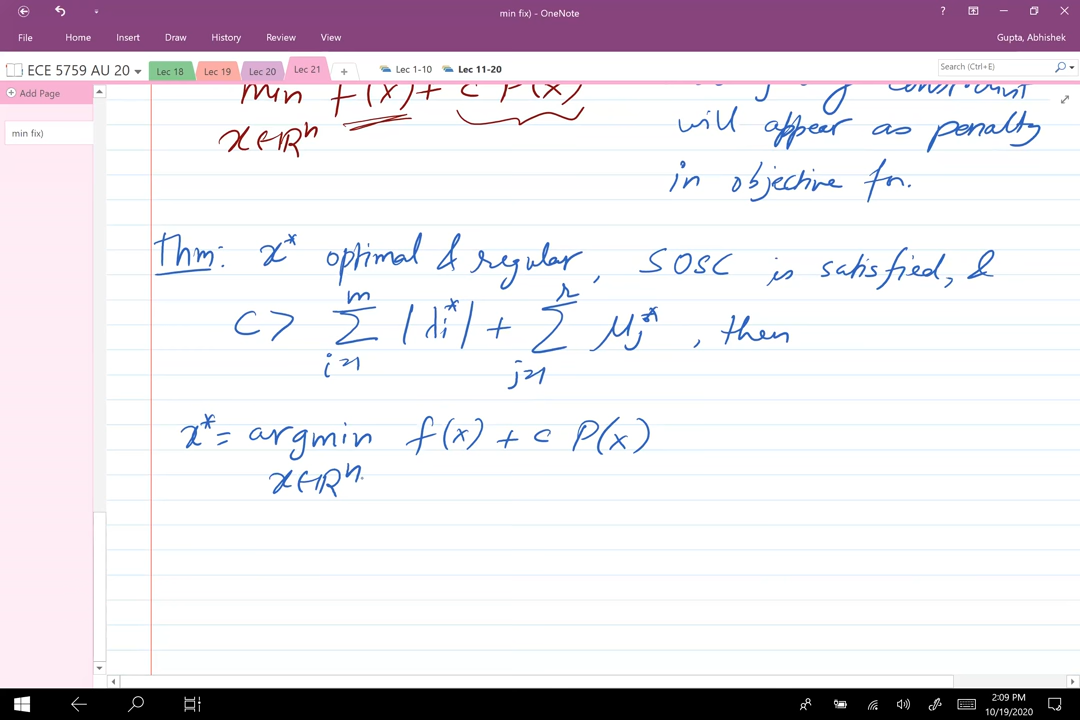 min fix) - OneNote
?
File Home Insert Draw History Review View
Gupta, Abhishek
ECE 5759 AU 20
Lec 18
Lec 19
Lec 20
Lec 21
+
Lec 1-10
Lec 11-20
Search (Ctrl+E)
Add Page
min fix)
min f(x) + c P(x)
x∈ℝⁿ
constraint
will appear as penalty
in objective fn.
Thm: x* optimal & regular, SOSC is satisfied, &
c > Σ_{i=1}^{m} |λi*| + Σ_{j=1}^{r} μj*, then
x* = argmin f(x) + c P(x)
x∈ℝⁿ.
2:09 PM
10/19/2020